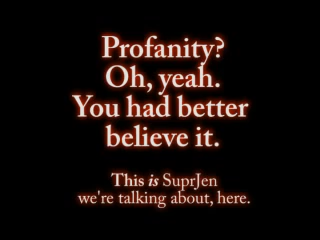 Profanity?
Oh, yeah.
You had better
believe it.
This is SuprJen
we're talking about, here.